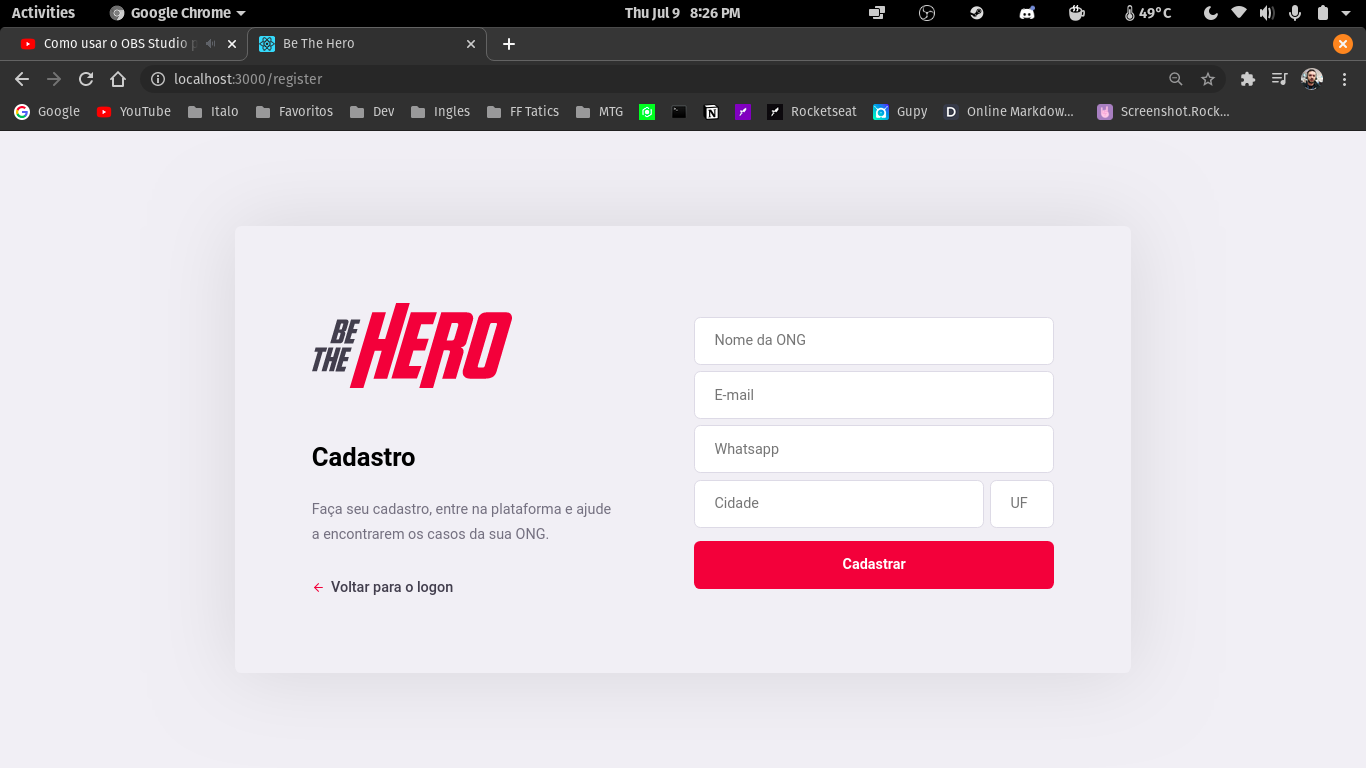 Activities Google Chrome Thu Jul 9 8:26 PM 49°C
Como usar o OBS Studio Be The Hero
localhost:3000/register
Google YouTube Italo Favoritos Dev Ingles FF Tatics MTG Rocketseat Gupy Online Markdow... Screenshot.Rock...
BE
THE
HERO
Cadastro
Faça seu cadastro, entre na plataforma e ajude
a encontrarem os casos da sua ONG.
Voltar para o logon
Nome da ONG
E-mail
Whatsapp
Cidade UF
Cadastrar